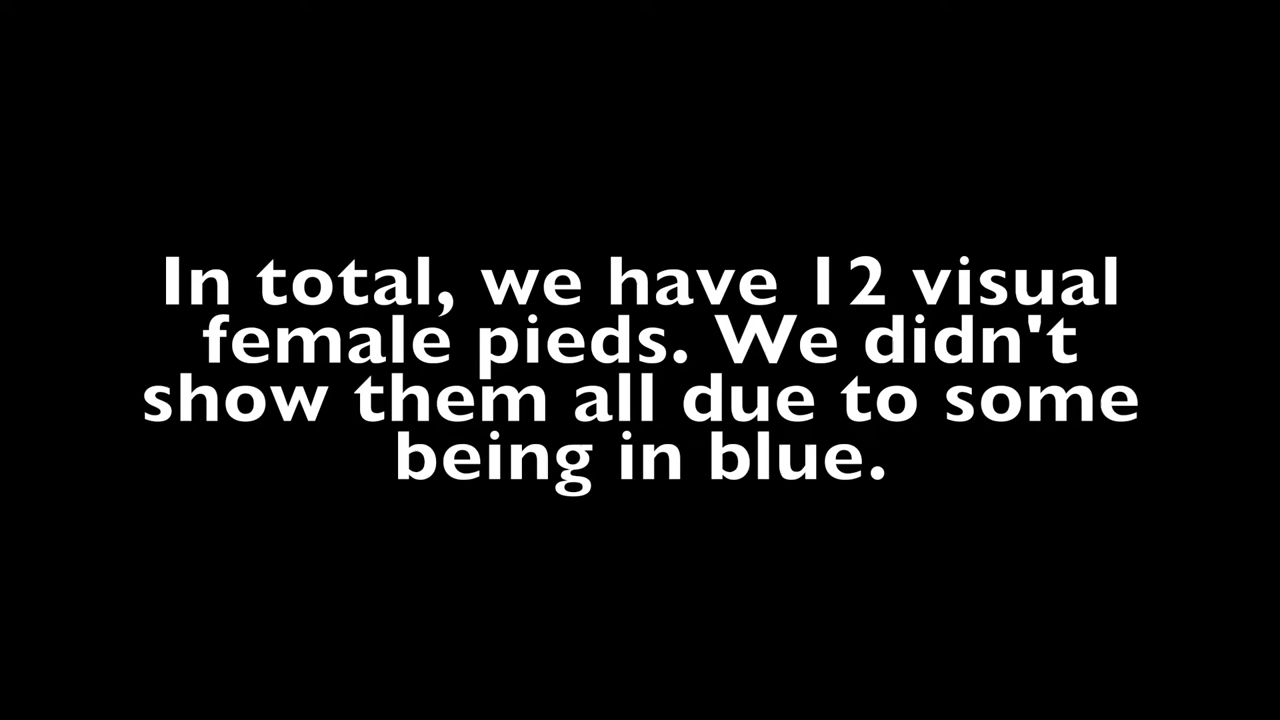 In total, we have 12 visual
female pieds. We didn't
show them all due to some
being in blue.